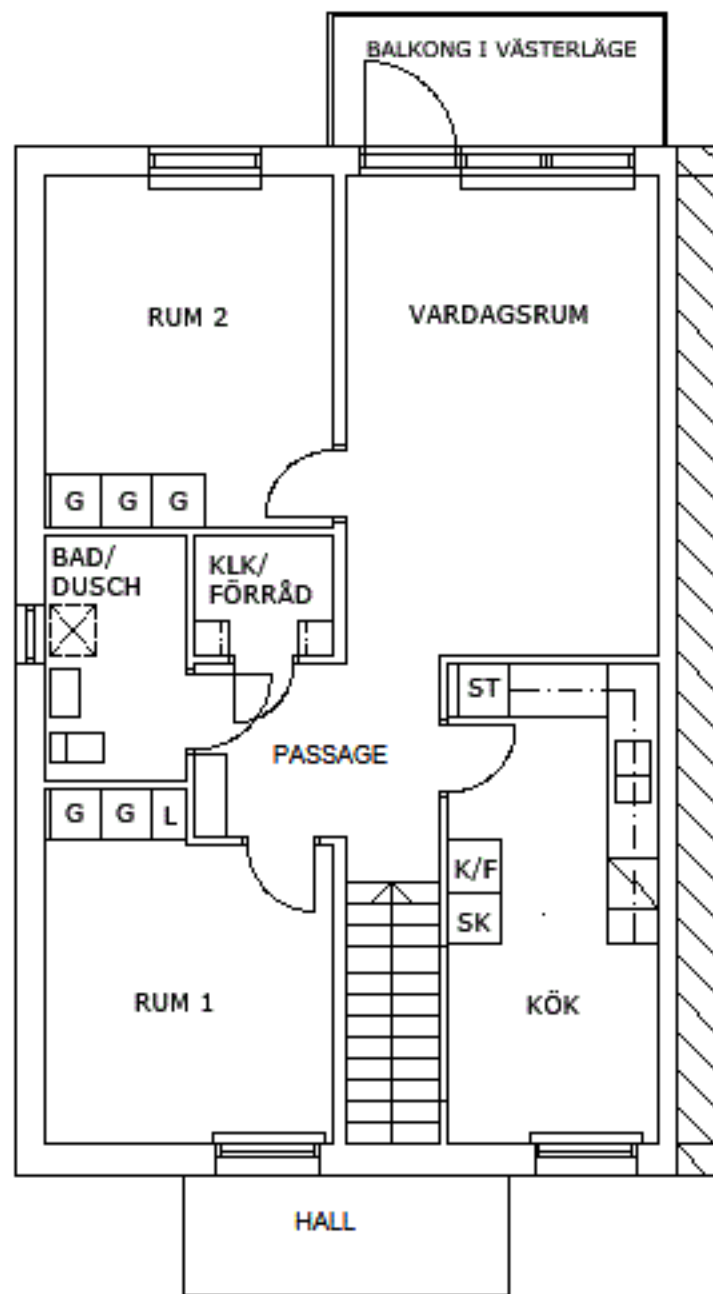 BALKONG I VÄSTERLÄGE
RUM 2
VARDAGSRUM
G G G
BAD/
DUSCH
KLK/
FÖRRÅD
ST
PASSAGE
G G L
K/F
SK
RUM 1
KÖK
HALL